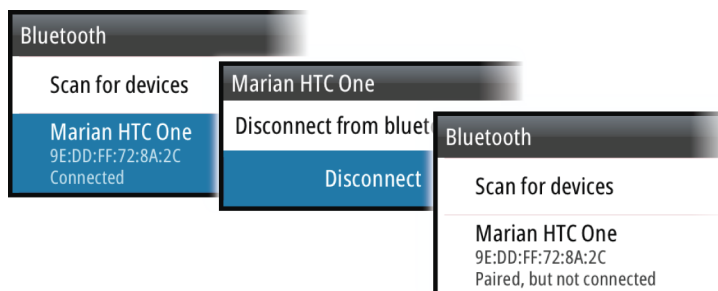 Bluetooth
Scan for devices
Marian HTC One
9E:DD:FF:72:8A:2C
Connected
Marian HTC One
Disconnect from
Disconnect
Bluetooth
Scan for devices
Marian HTC One
9E:DD:FF:72:8A:2C
Paired, but not connected